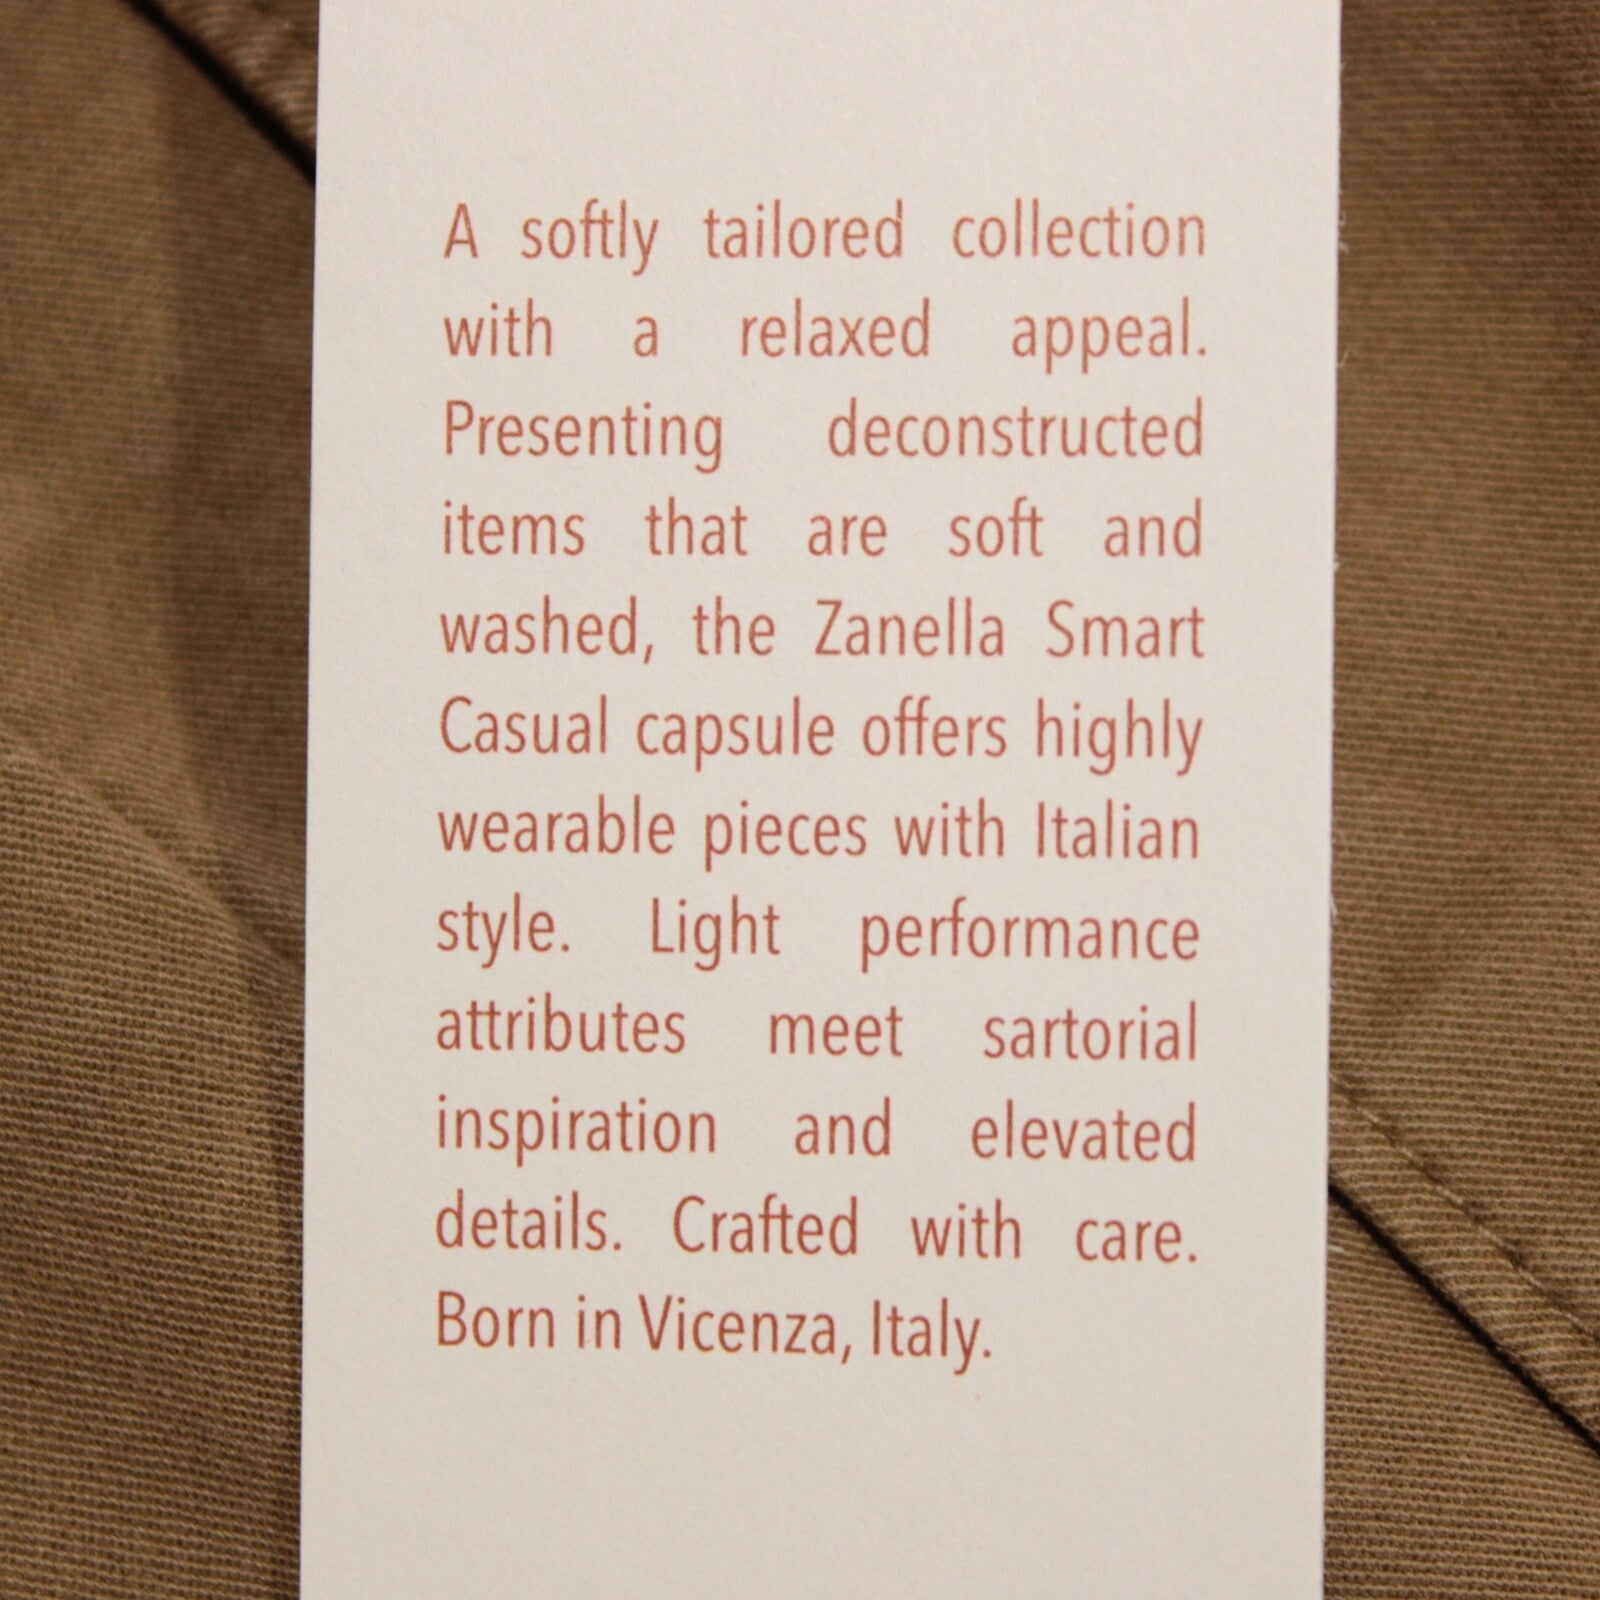 A softly tailored collection
with a relaxed appeal.
Presenting deconstructed
items that are soft and
washed, the Zanella Smart
Casual capsule offers highly
wearable pieces with Italian
style. Light performance
attributes meet sartorial
inspiration and elevated
details. Crafted with care.
Born in Vicenza, Italy.